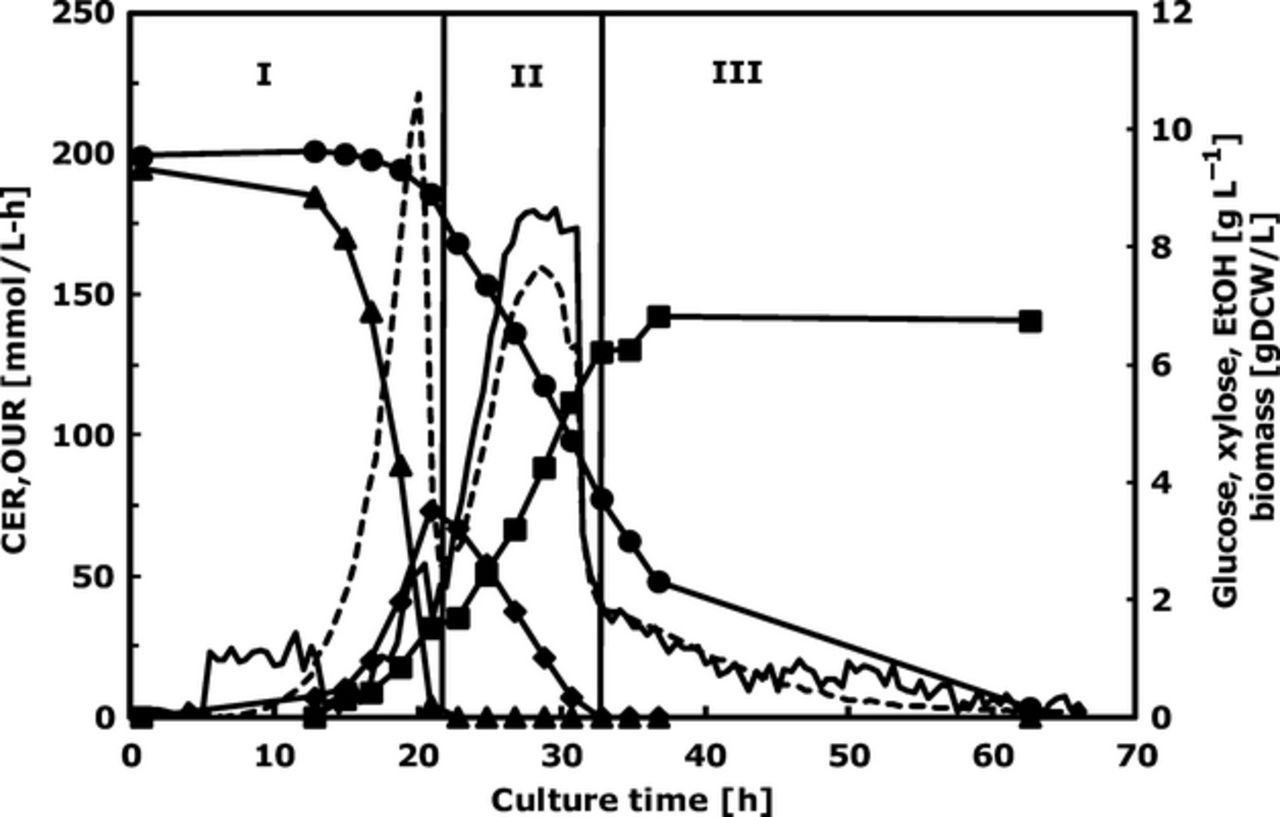 250
200
150
100
50
0
CER,OUR [mmol/L-h]
I
II
III
12
10
8
6
4
2
0
Glucose, xylose, EtOH [g L−1]
biomass [gDCW/L]
0 10 20 30 40 50 60 70
Culture time [h]